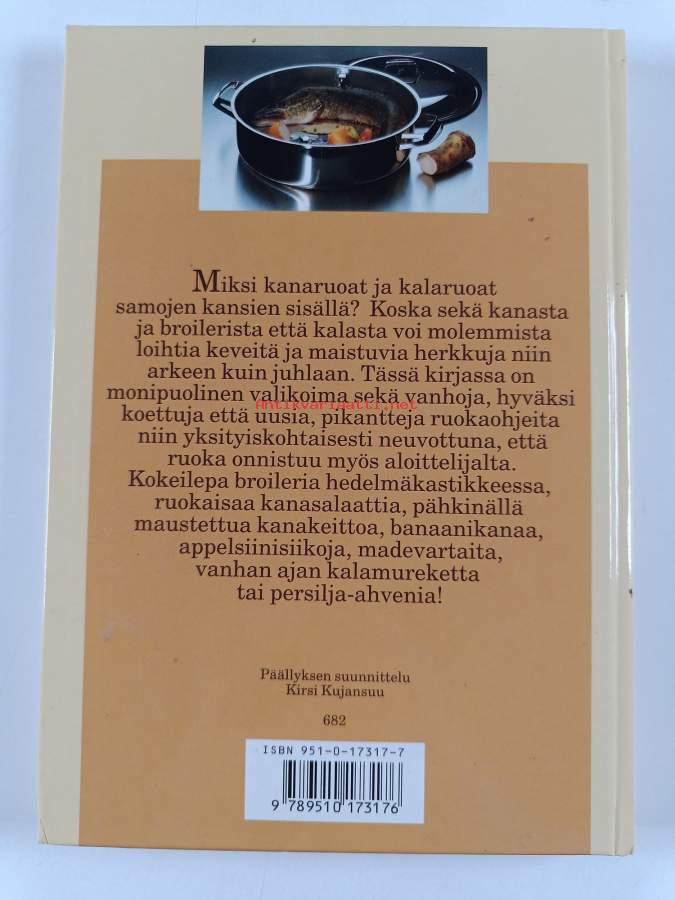 Miksi kanaruoat ja kalaruoat
samojen kansien sisällä? Koska sekä kanasta
ja broilerista että kalasta voi molemmista
loihtia keveitä ja maistuvia herkkuja niin
arkeen kuin juhlaan. Tässä kirjassa on
monipuolinen valikoima sekä vanhoja, hyväksi
Antikvariaatti.net
koettuja että uusia, pikantteja ruokaohjeita
niin yksityiskohtaisesti neuvottuna, että
ruoka onnistuu myös aloittelijalta.
Kokeilepa broileria hedelmäkastikkeessa,
ruokaisaa kanasalaattia, pähkinällä
maustettua kanakeittoa, banaanikanaa,
appelsiinisiikoja, madevartaita,
vanhan ajan kalamureketta
tai persilja-ahvenia!
Päällyksen suunnittelu
Kirsi Kujansuu
682
ISBN 951-0-17317-7
9 789510 173176